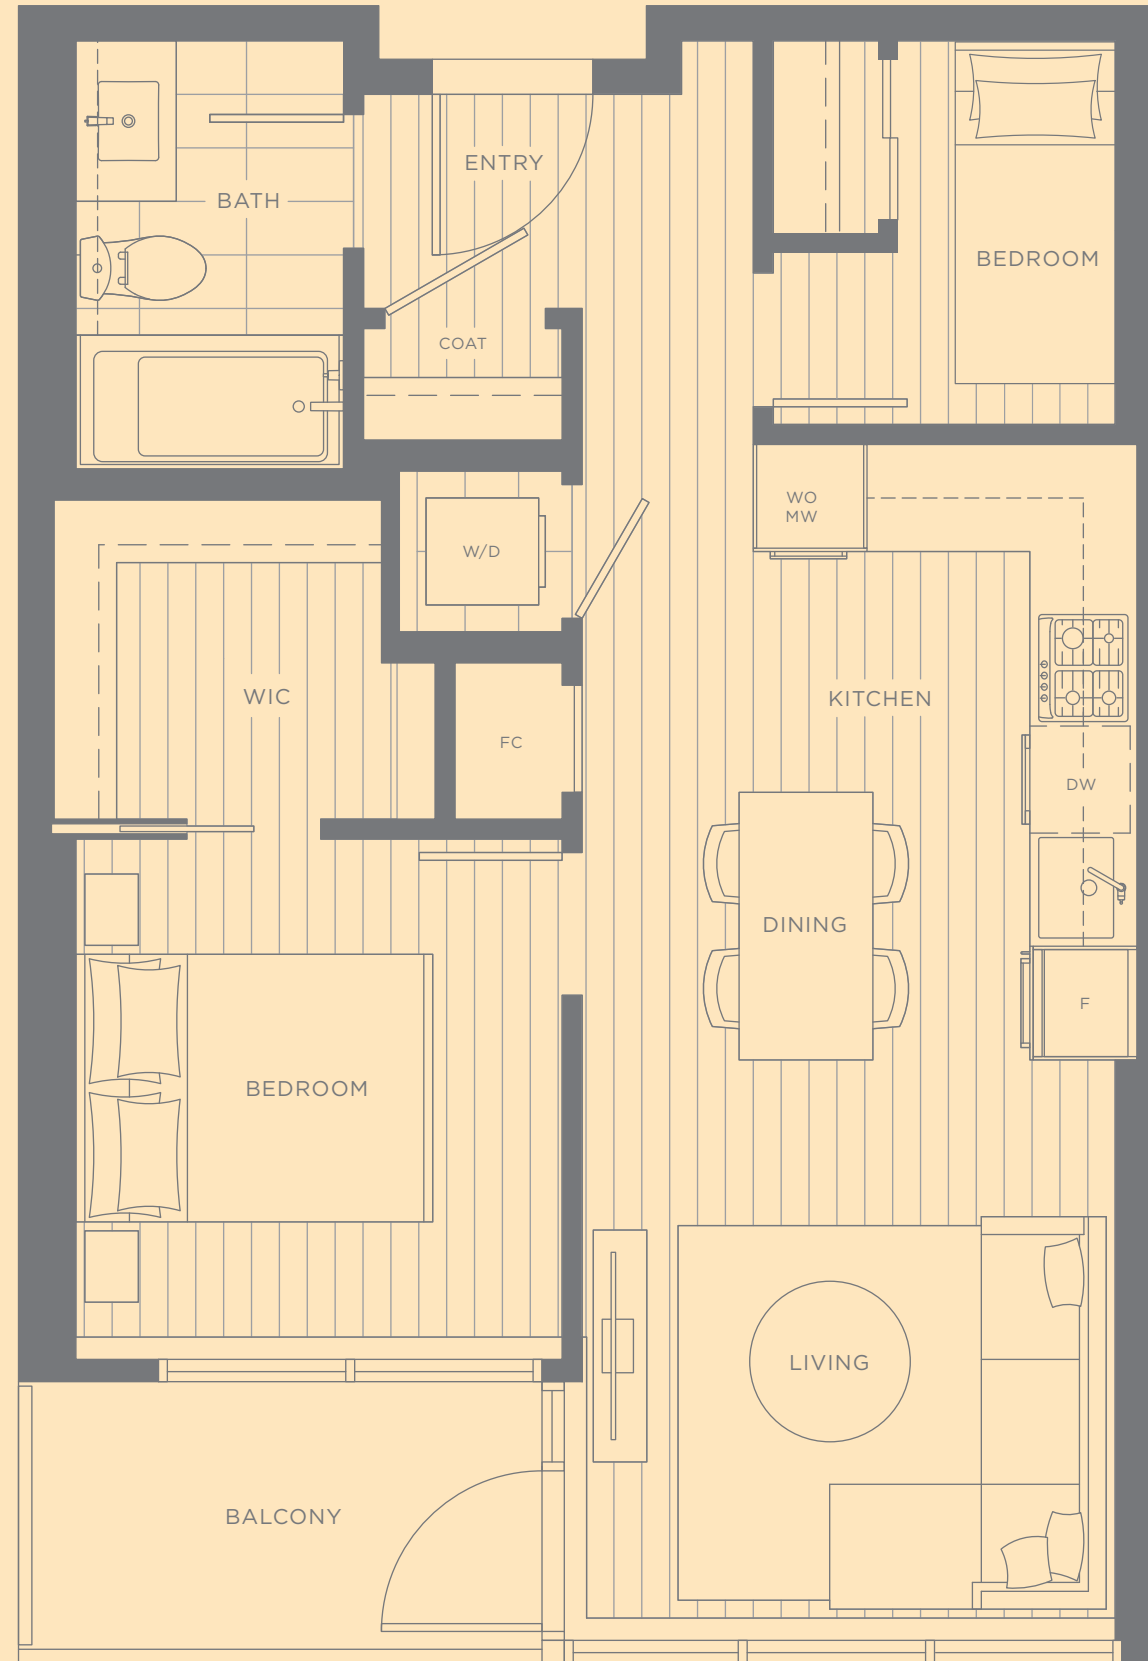 ENTRY
BATH
BEDROOM
COAT
WO
MW
W/D
WIC
KITCHEN
FC
DW
DINING
F
BEDROOM
LIVING
BALCONY